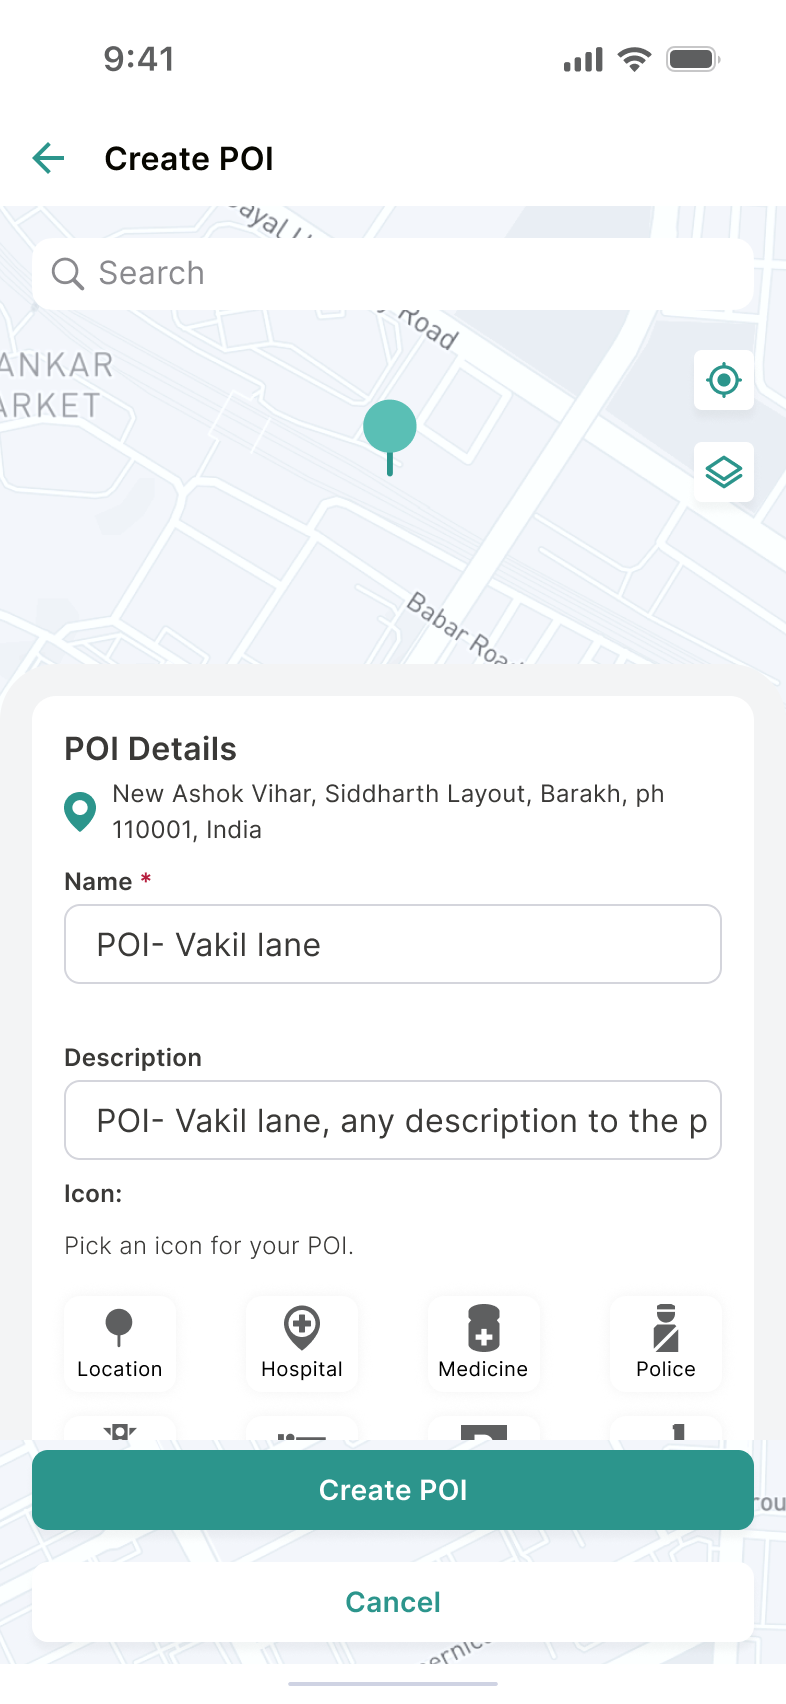 9:41
Create POI
Search
Road
ANKAR
ARKET
Babar
POI Details
New Ashok Vihar, Siddharth Layout, Barakh, ph
110001, India
Name *
POI- Vakil lane
Description
POI- Vakil lane, any description to the p
Icon:
Pick an icon for your POI.
Location
Hospital
Medicine
Police
Create POI
Cancel